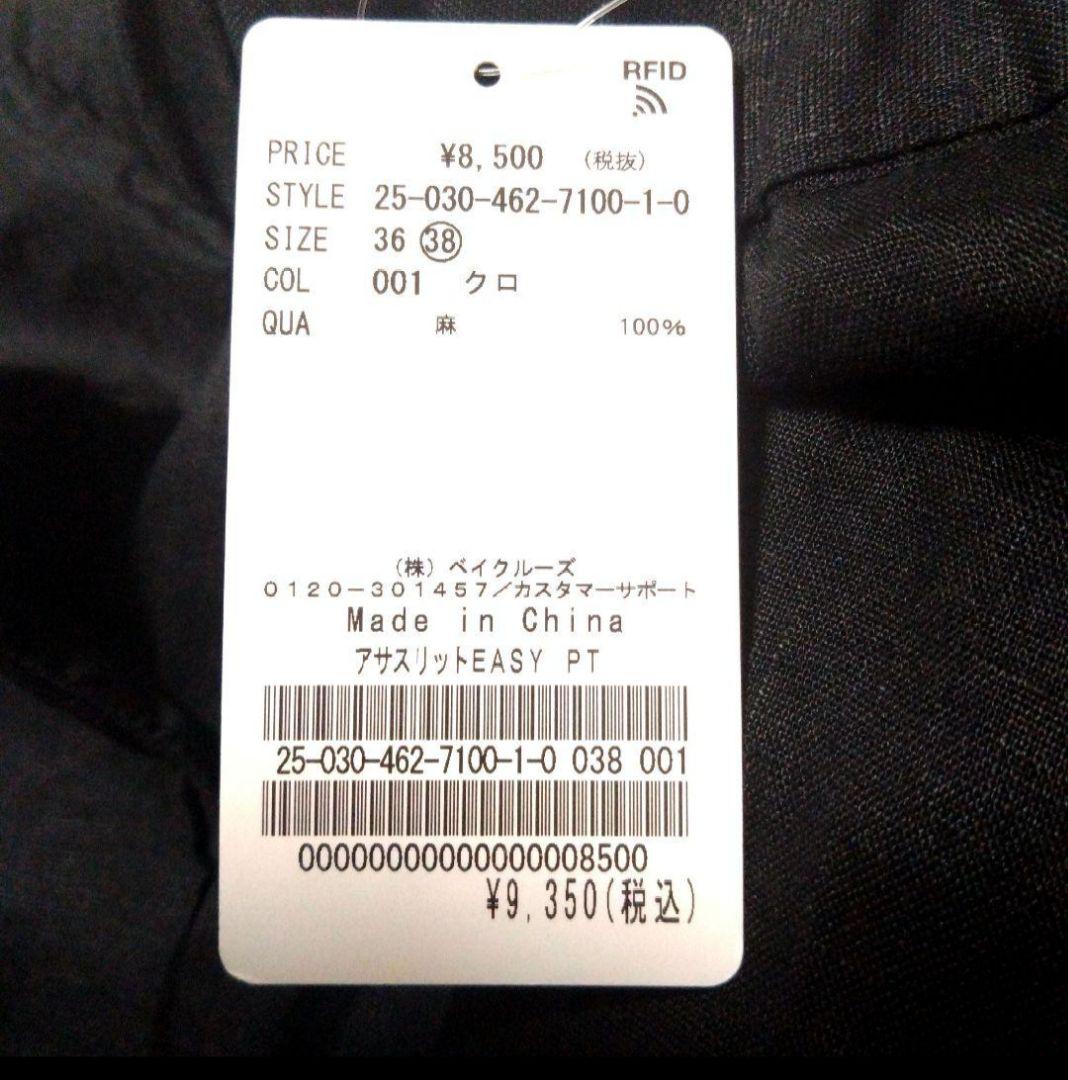 RFID
PRICE ¥8,500 (税抜)
STYLE 25-030-462-7100-1-0
SIZE 36 38
COL 001 クロ
QUA 麻 100%
(株)ベイクルーズ
0120-301457/カスタマーサポート
Made in China
アサスリットEASY PT
25-030-462-7100-1-0 038 001
00000000000000008500
¥9,350(税込)